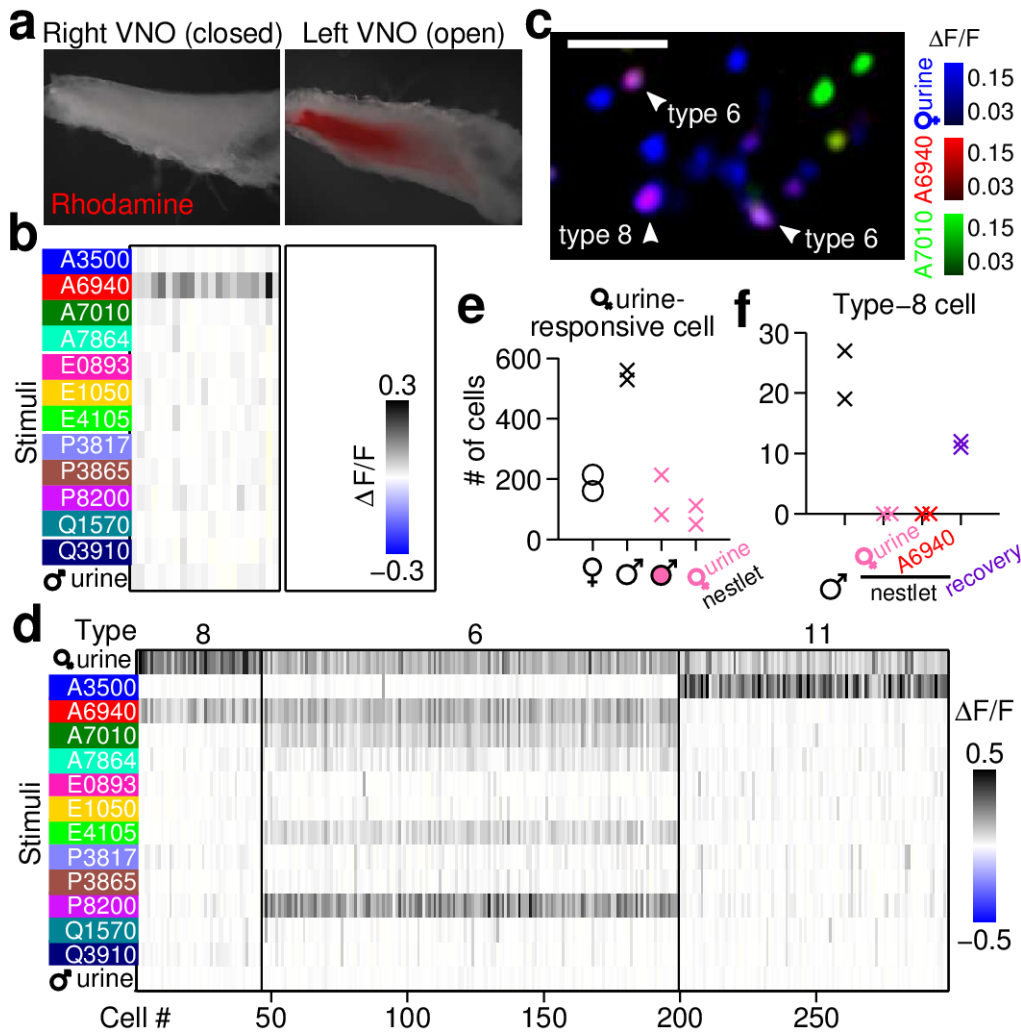 a
Right VNO (closed)
Left VNO (open)
Rhodamine
b
Stimuli
A3500
A6940
A7010
A7864
E0893
E1050
E4105
P3817
P3865
P8200
Q1570
Q3910
♂ urine
0.3
ΔF/F
−0.3
c
type 6
type 8
type 6
ΔF/F
♀urine
0.15
0.03
A6940
0.15
0.03
A7010
0.15
0.03
e
♀urine-
responsive cell
# of cells
600
400
200
0
♀
♂
♂
♀urine
nestlet
f
Type−8 cell
30
20
10
0
♂
♀urine
A6940
nestlet
recovery
d
Type
8
6
11
Stimuli
♀urine
A3500
A6940
A7010
A7864
E0893
E1050
E4105
P3817
P3865
P8200
Q1570
Q3910
♂ urine
Cell #
50
100
150
200
250
ΔF/F
0.5
−0.5